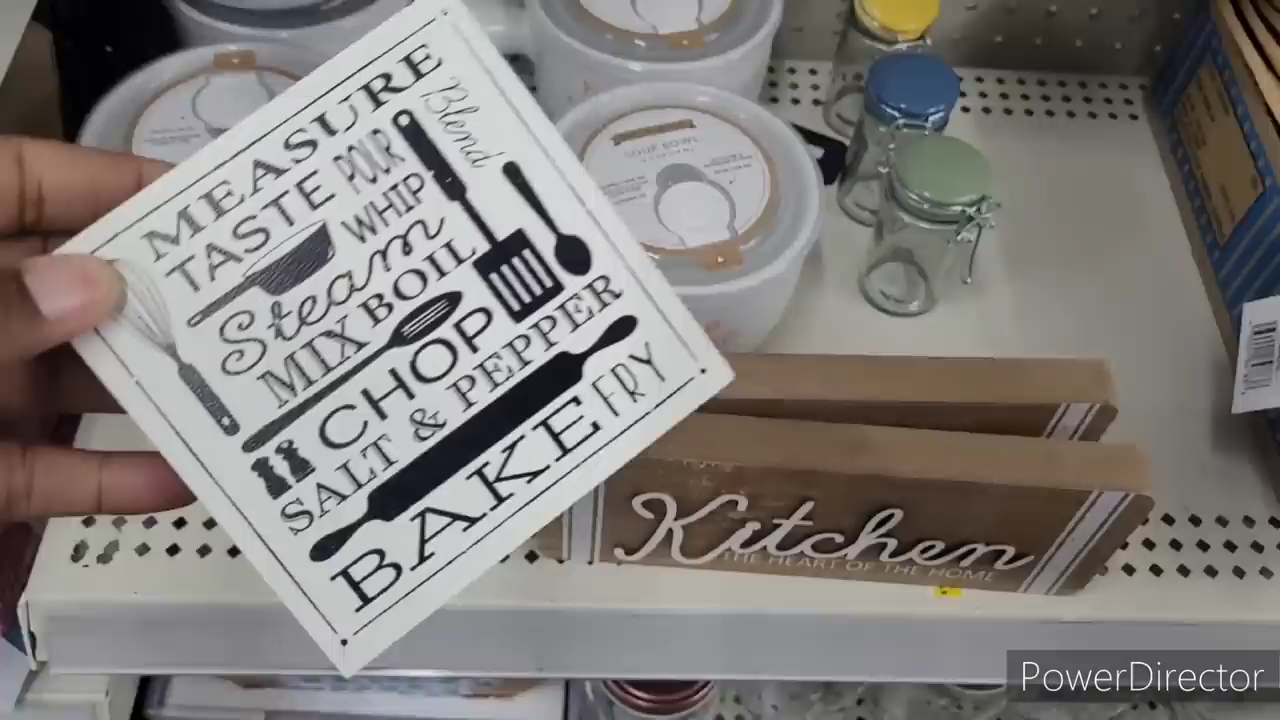 MEASURE
Blend
TASTE POUR
WHIP
Steam
MIX BOIL
CHOP
SALT & PEPPER
BAKE FRY
SOUP BOWL
Kitchen
THE HEART OF THE HOME
PowerDirector